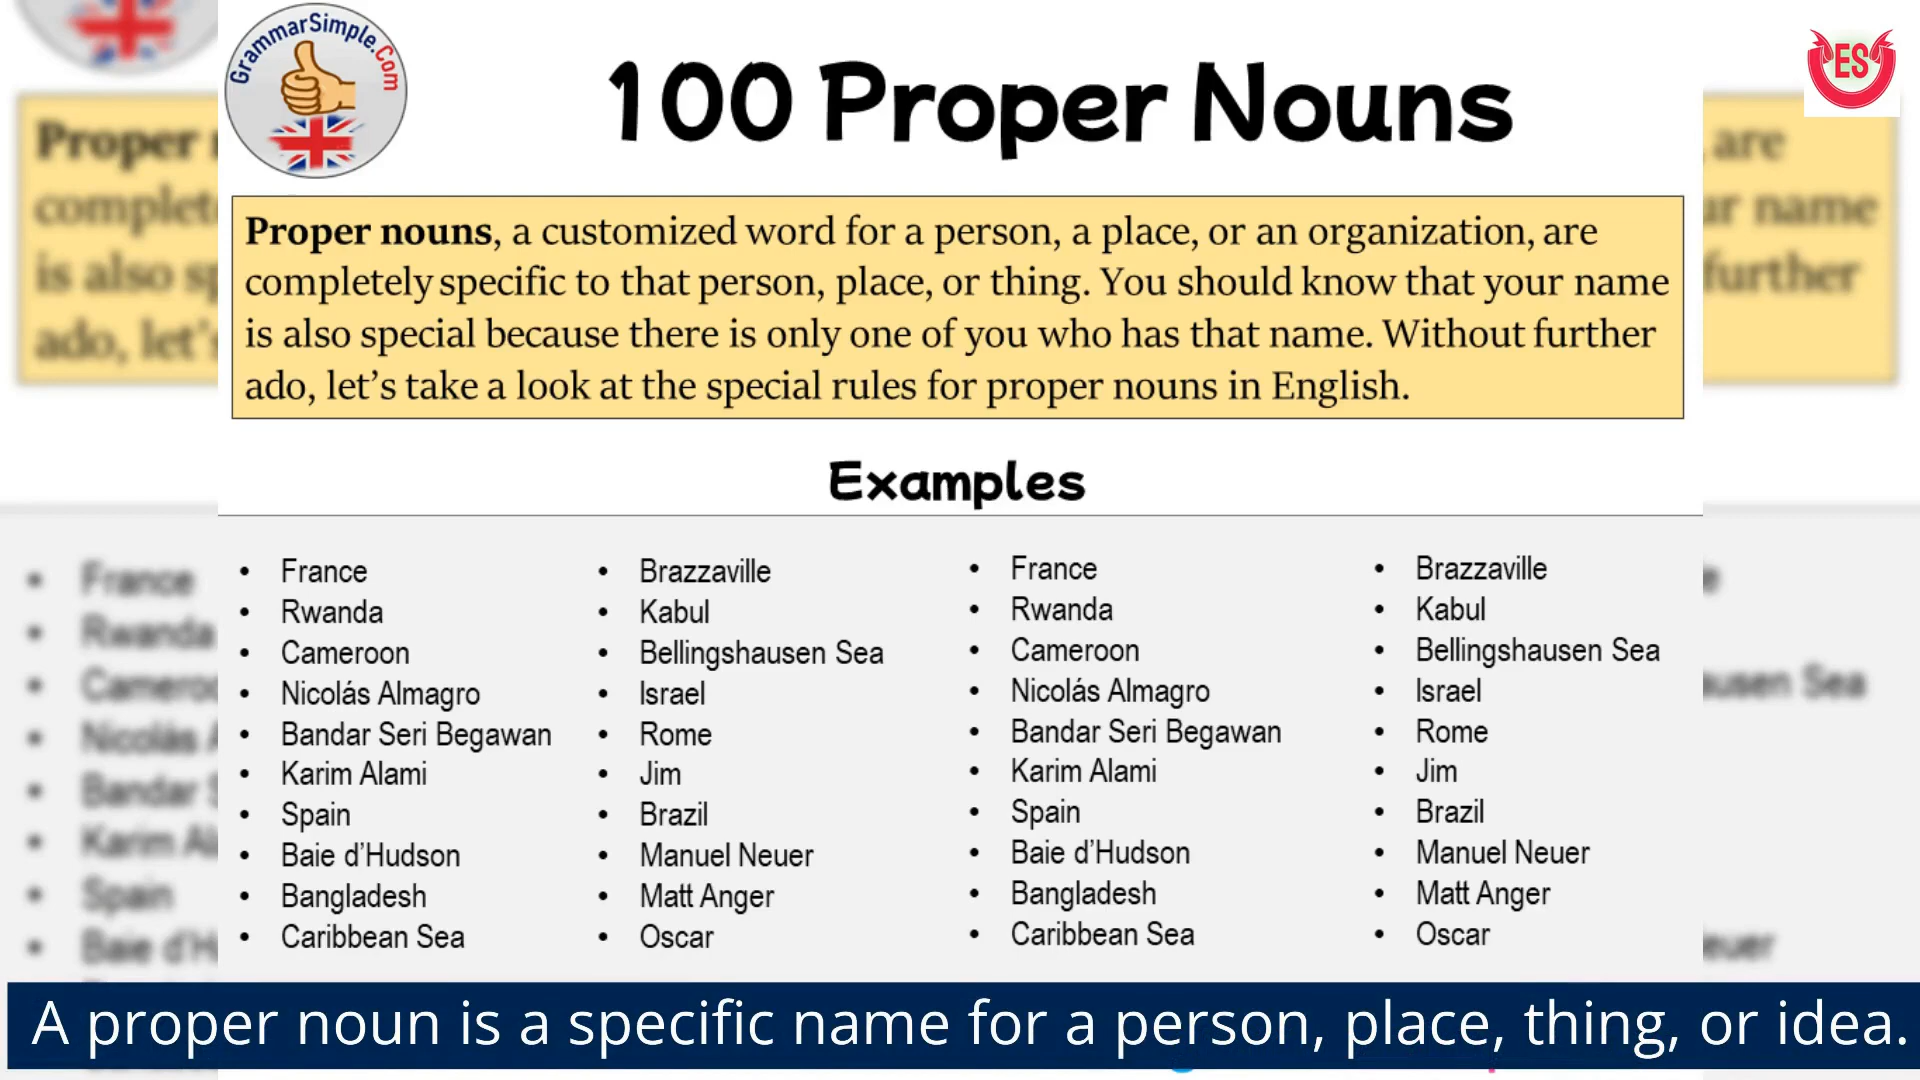 GrammarSimple.Com
100 Proper Nouns
ES
Proper nouns, a customized word for a person, a place, or an organization, are
completely specific to that person, place, or thing. You should know that your name
is also special because there is only one of you who has that name. Without further
ado, let's take a look at the special rules for proper nouns in English.
Examples
• France
• Rwanda
• Cameroon
• Nicolás Almagro
• Bandar Seri Begawan
• Karim Alami
• Spain
• Baie d'Hudson
• Bangladesh
• Caribbean Sea
• Brazzaville
• Kabul
• Bellingshausen Sea
• Israel
• Rome
• Jim
• Brazil
• Manuel Neuer
• Matt Anger
• Oscar
• France
• Rwanda
• Cameroon
• Nicolás Almagro
• Bandar Seri Begawan
• Karim Alami
• Spain
• Baie d'Hudson
• Bangladesh
• Caribbean Sea
• Brazzaville
• Kabul
• Bellingshausen Sea
• Israel
• Rome
• Jim
• Brazil
• Manuel Neuer
• Matt Anger
• Oscar
A proper noun is a specific name for a person, place, thing, or idea.